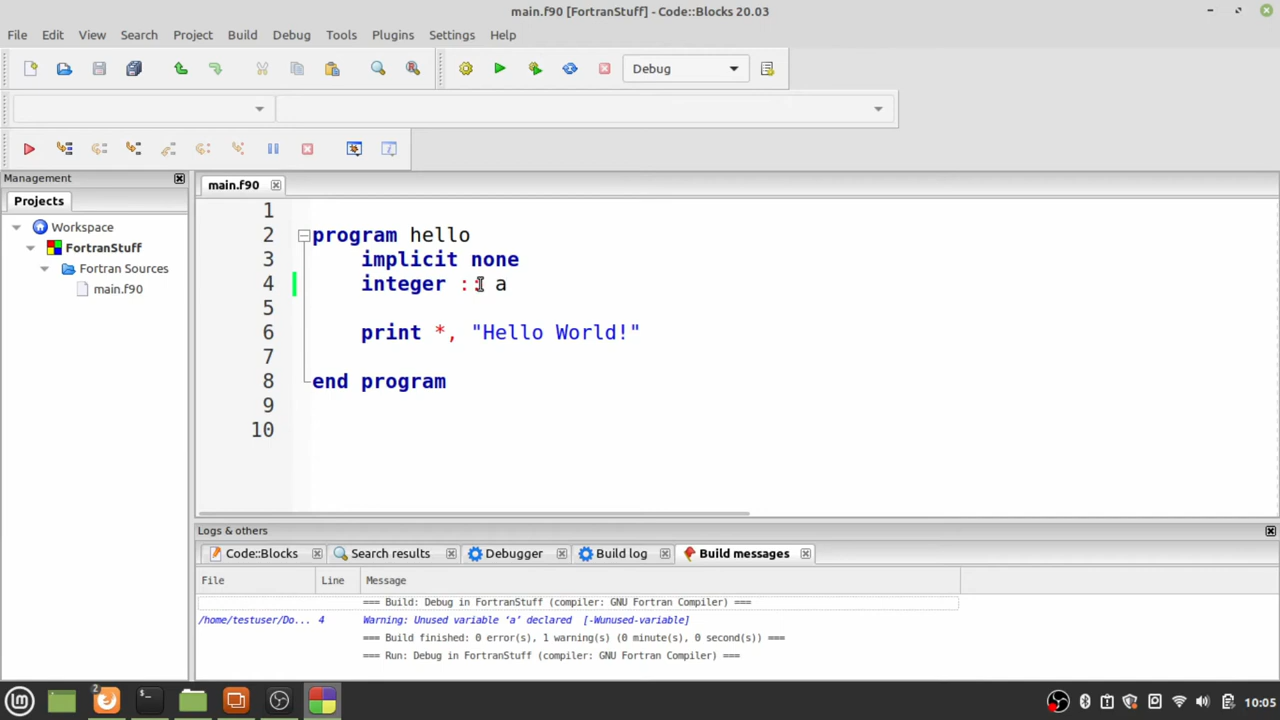 main.f90 [FortranStuff] - Code::Blocks 20.03
File Edit View Search Project Build Debug Tools Plugins Settings Help
Debug
Management
Projects
Workspace
FortranStuff
Fortran Sources
main.f90
main.f90
1
2 program hello
3 implicit none
4 integer :: a
5
6 print *, "Hello World!"
7
8 end program
9
10
Logs & others
Code::Blocks Search results Debugger Build log Build messages
File Line Message
=== Build: Debug in FortranStuff (compiler: GNU Fortran Compiler) ===
/home/testuser/Do... 4 Warning: Unused variable ‘a’ declared [-Wunused-variable]
=== Build finished: 0 error(s), 1 warning(s) (0 minute(s), 0 second(s)) ===
=== Run: Debug in FortranStuff (compiler: GNU Fortran Compiler) ===
2
10:05